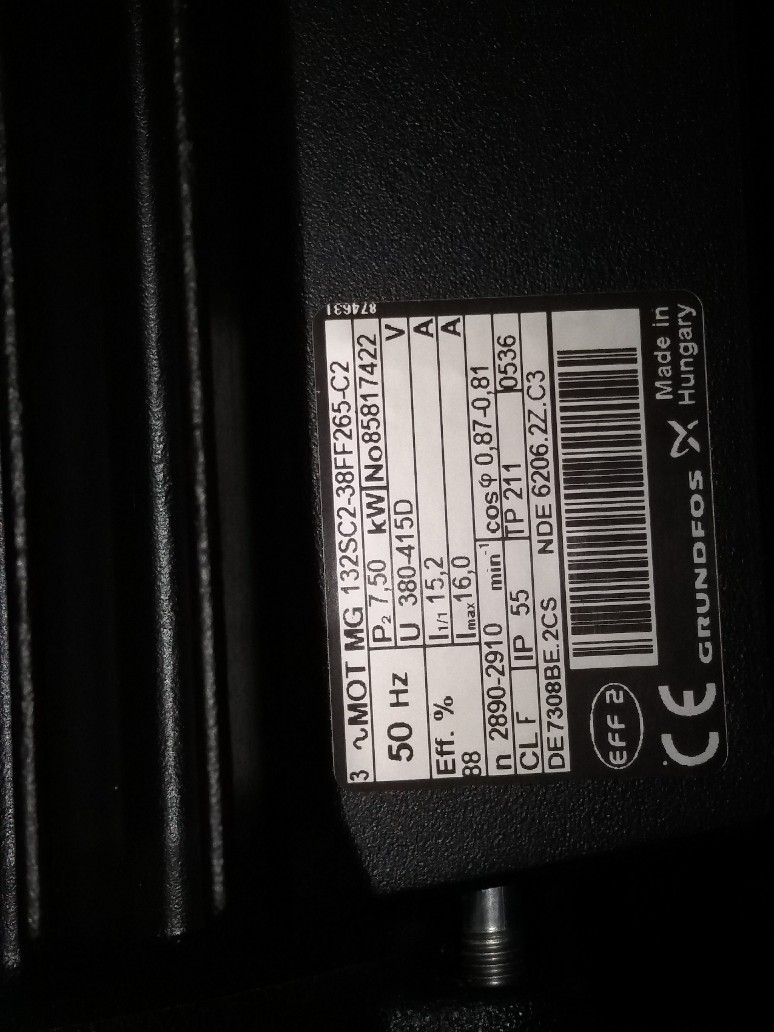 874631
3 ~MOT MG 132SC2-38FF265-C2
50 Hz P2 7,50 kW No85817422
U 380-415D V
Eff. % I1/1 15,2 A
88 Imax 16,0 A
n 2890-2910 min-1 cosφ 0,87-0,81
CL F IP 55 TP 211 0536
DE7308BE.2CS NDE 6206.2Z.C3
EFF 2
CE GRUNDFOS Made in
Hungary